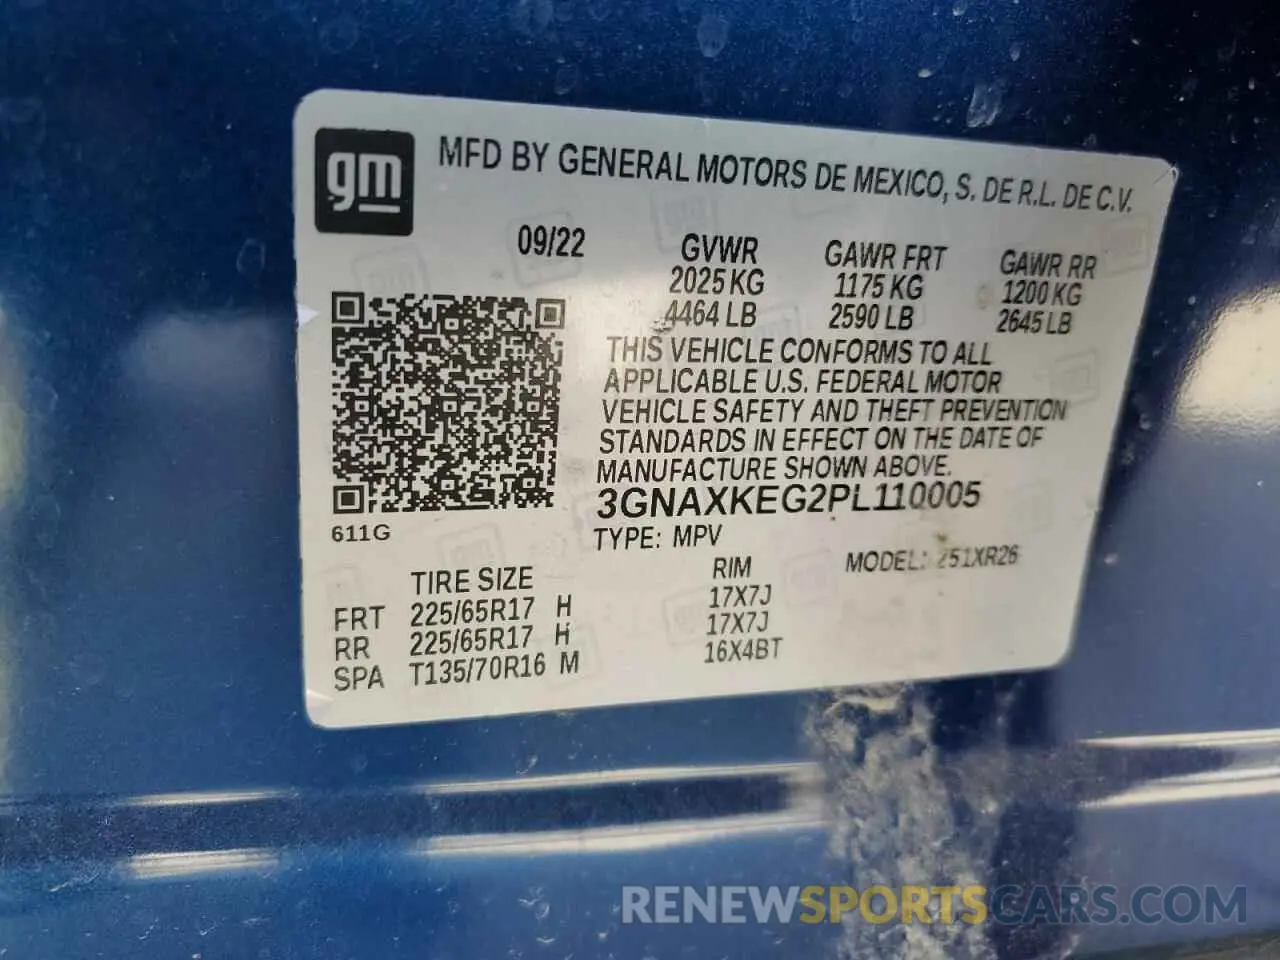 gm
MFD BY GENERAL MOTORS DE MEXICO, S. DE R.L. DE C.V.
09/22 GVWR GAWR FRT GAWR RR
2025 KG 1175 KG 1200 KG
4464 LB 2590 LB 2645 LB
THIS VEHICLE CONFORMS TO ALL
APPLICABLE U.S. FEDERAL MOTOR
VEHICLE SAFETY AND THEFT PREVENTION
STANDARDS IN EFFECT ON THE DATE OF
MANUFACTURE SHOWN ABOVE.
3GNAXKEG2PL110005
611G
TYPE: MPV MODEL:
TIRE SIZE RIM
FRT 225/65R17 H 17X7J
RR 225/65R17 H 17X7J
SPA T135/70R16 M 16X4BT
RENEWSPORTSCARS.COM